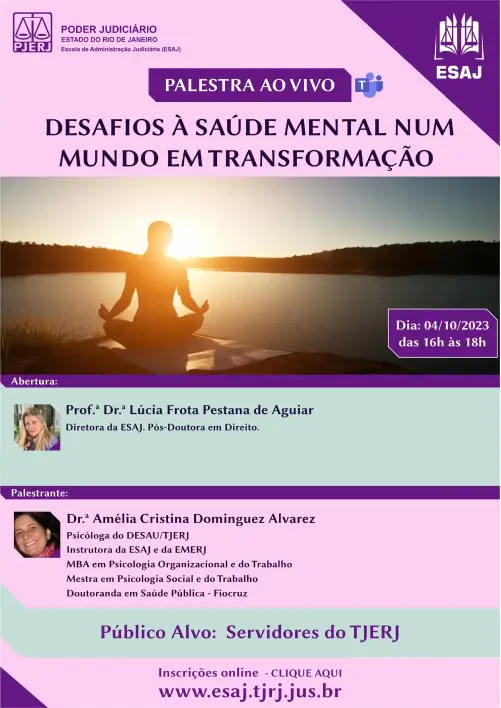 PJERJ
PODER JUDICIÁRIO
ESTADO DO RIO DE JANEIRO
Escola de Administração Judiciária (ESAJ)
ESAJ
PALESTRA AO VIVO
T
DESAFIOS À SAÚDE MENTAL NUM
MUNDO EM TRANSFORMAÇÃO
Dia: 04/10/2023
das 16h às 18h
Abertura:
Prof.ª Dr.ª Lúcia Frota Pestana de Aguiar
Diretora da ESAJ. Pós-Doutora em Direito.
Palestrante:
Dr.ª Amélia Cristina Dominguez Alvarez
Psicóloga do DESAU/TJERJ
Instrutora da ESAJ e da EMERJ
MBA em Psicologia Organizacional e do Trabalho
Mestra em Psicologia Social e do Trabalho
Doutoranda em Saúde Pública - Fiocruz
Público Alvo: Servidores do TJERJ
Inscrições online - CLIQUE AQUI
www.esaj.tjrj.jus.br